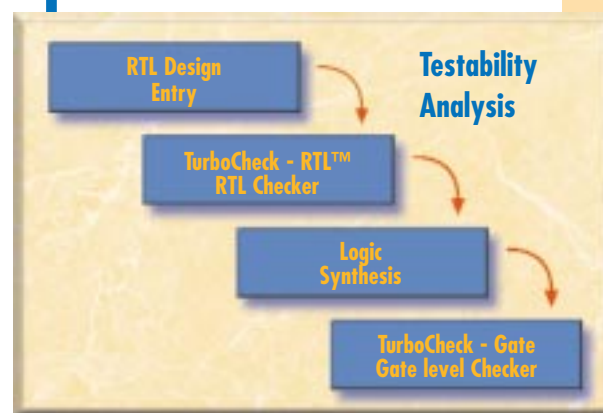 RTL Design
Entry
Testability
Analysis
TurboCheck - RTL™
RTL Checker
Logic
Synthesis
TurboCheck - Gate
Gate level Checker